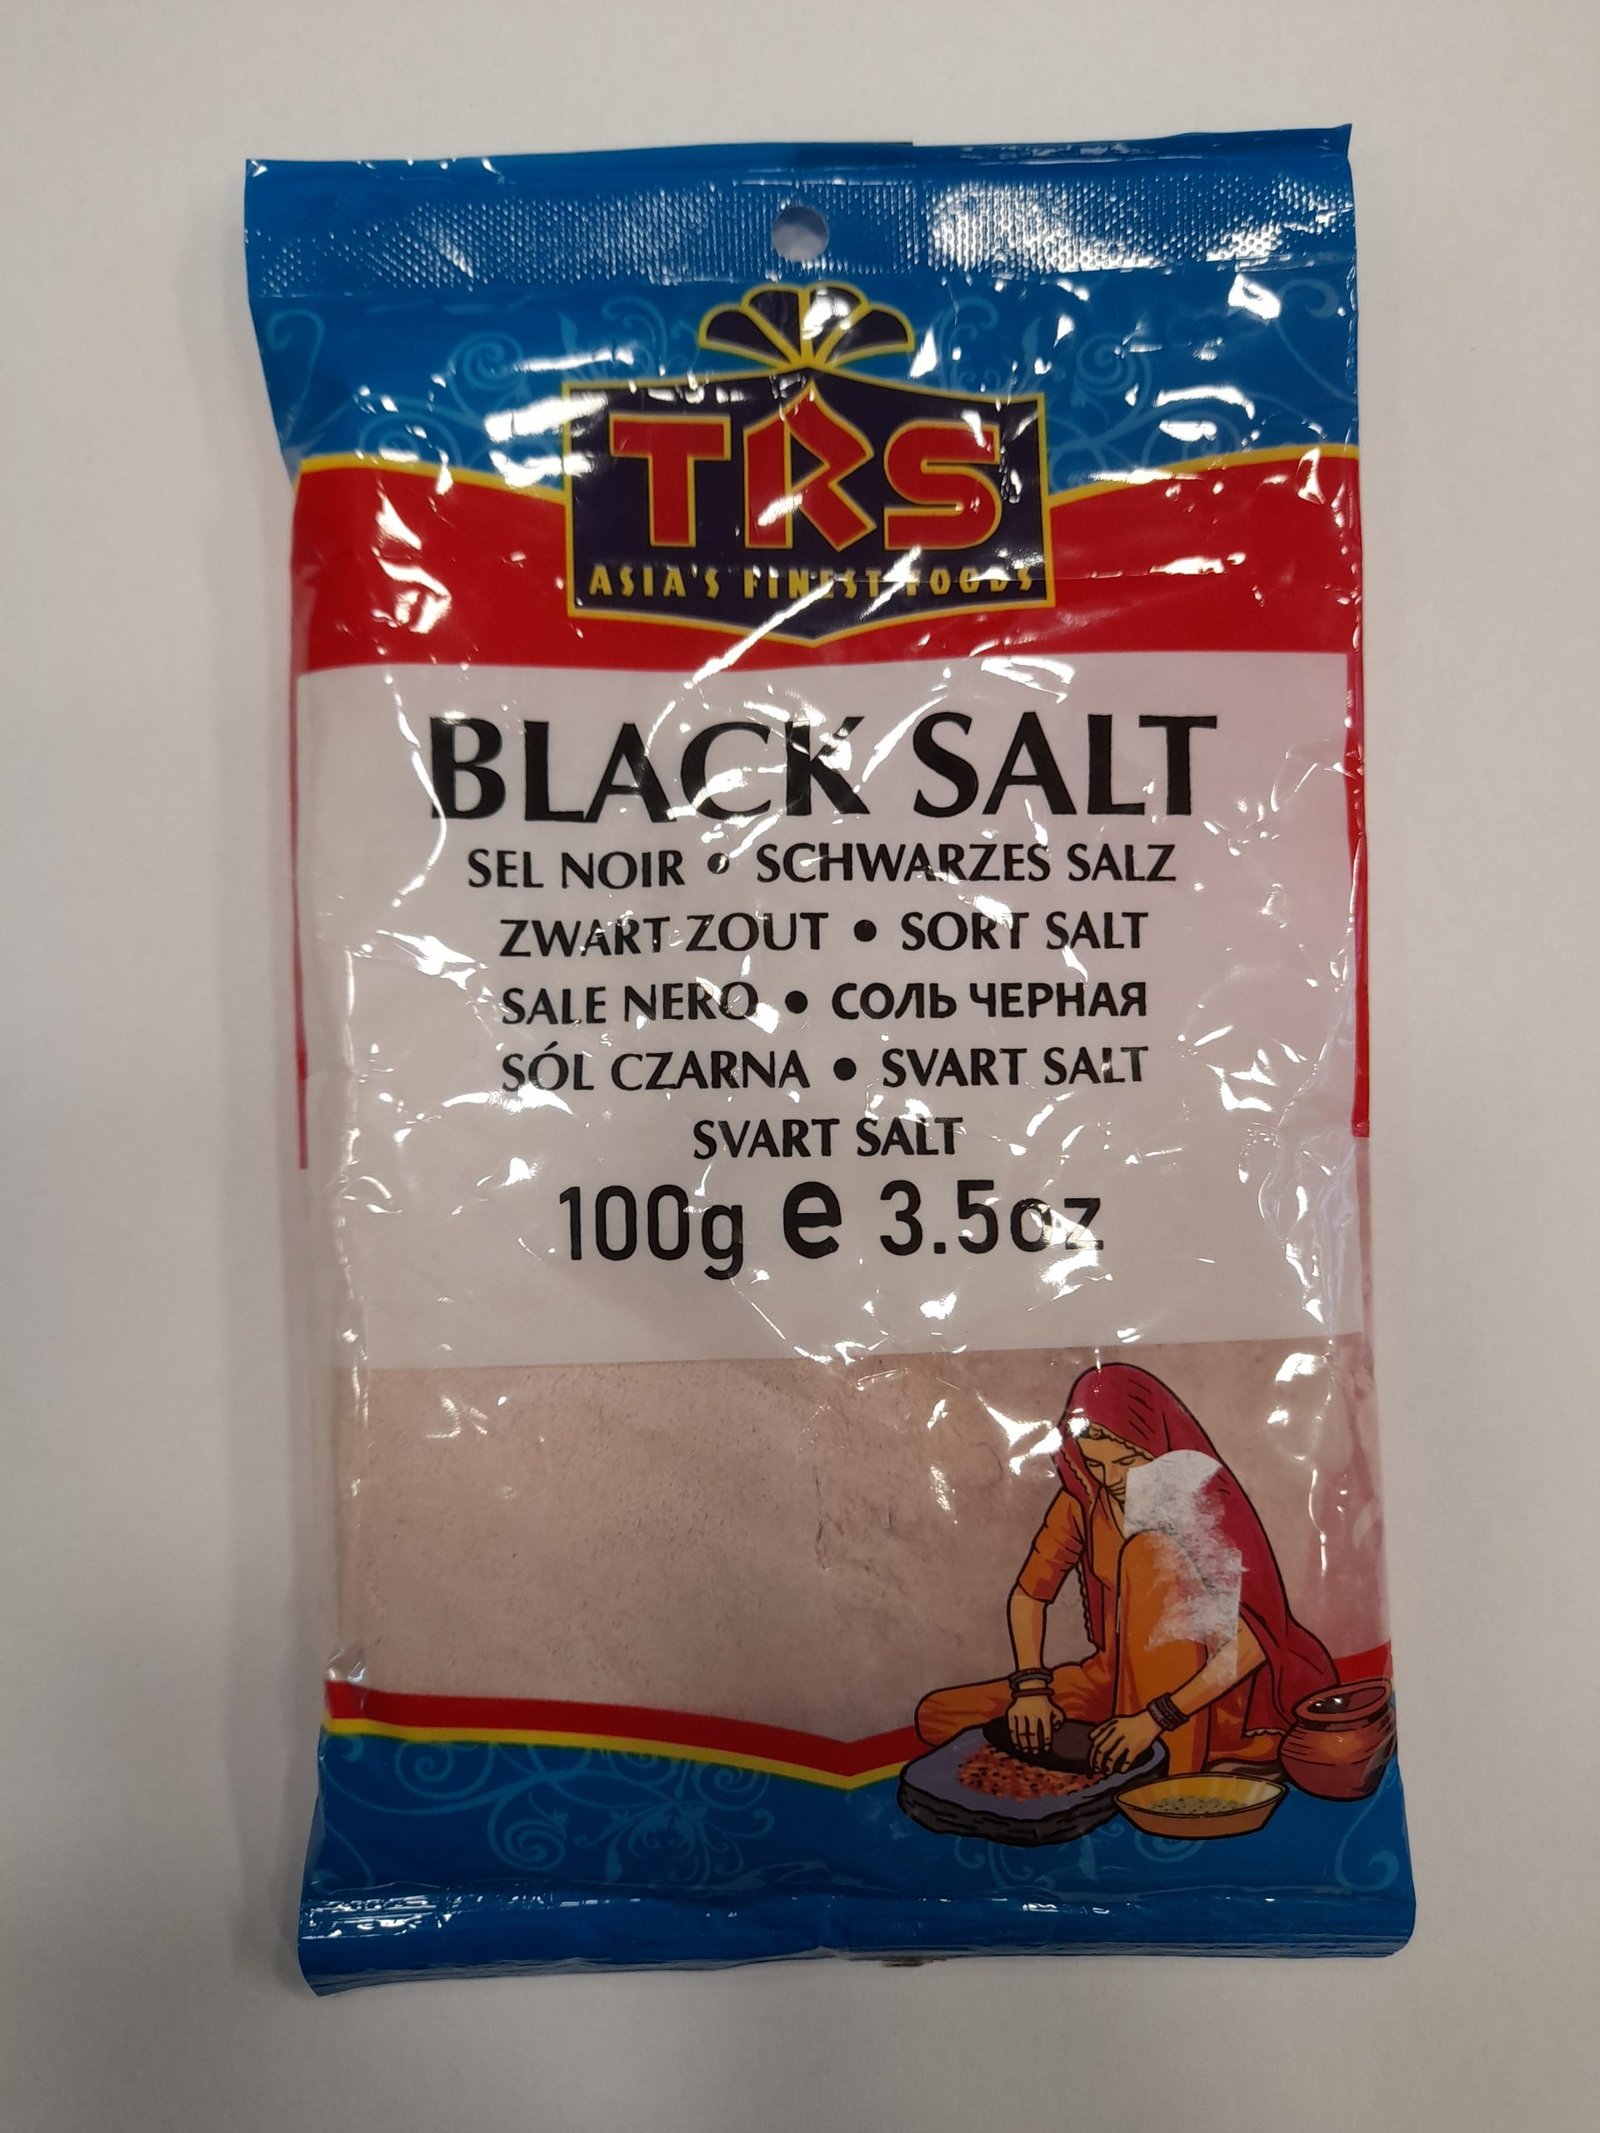 TRS
ASIA'S FINEST FOODS
BLACK SALT
SEL NOIR • SCHWARZES SALZ
ZWART ZOUT • SORT SALT
SALE NERO • СОЛЬ ЧЕРНАЯ
SÓL CZARNA • SVART SALT
SVART SALT
100g e 3.5oz